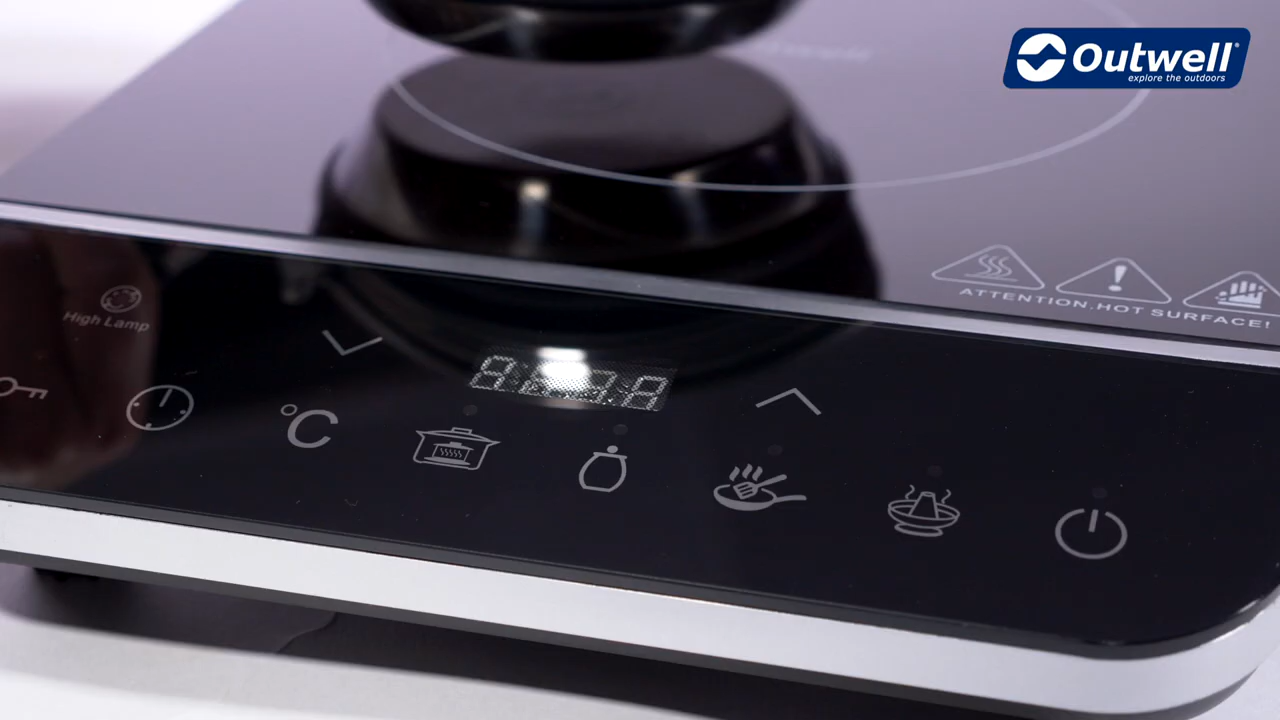 Outwell
explore the outdoors
ATTENTION,HOT SURFACE!
High Lamp
°C